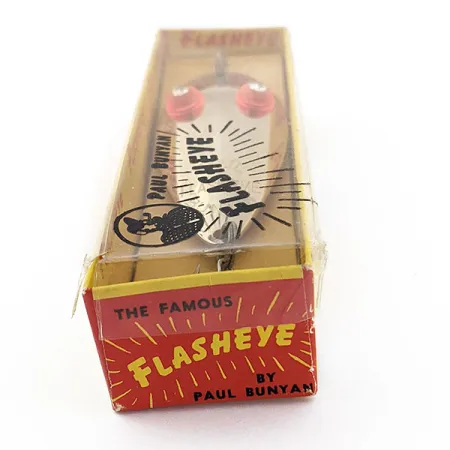 FLASHEYE
PAUL BUNYAN
FLASHEYE
THE FAMOUS
FLASHEYE
BY
PAUL BUNYAN